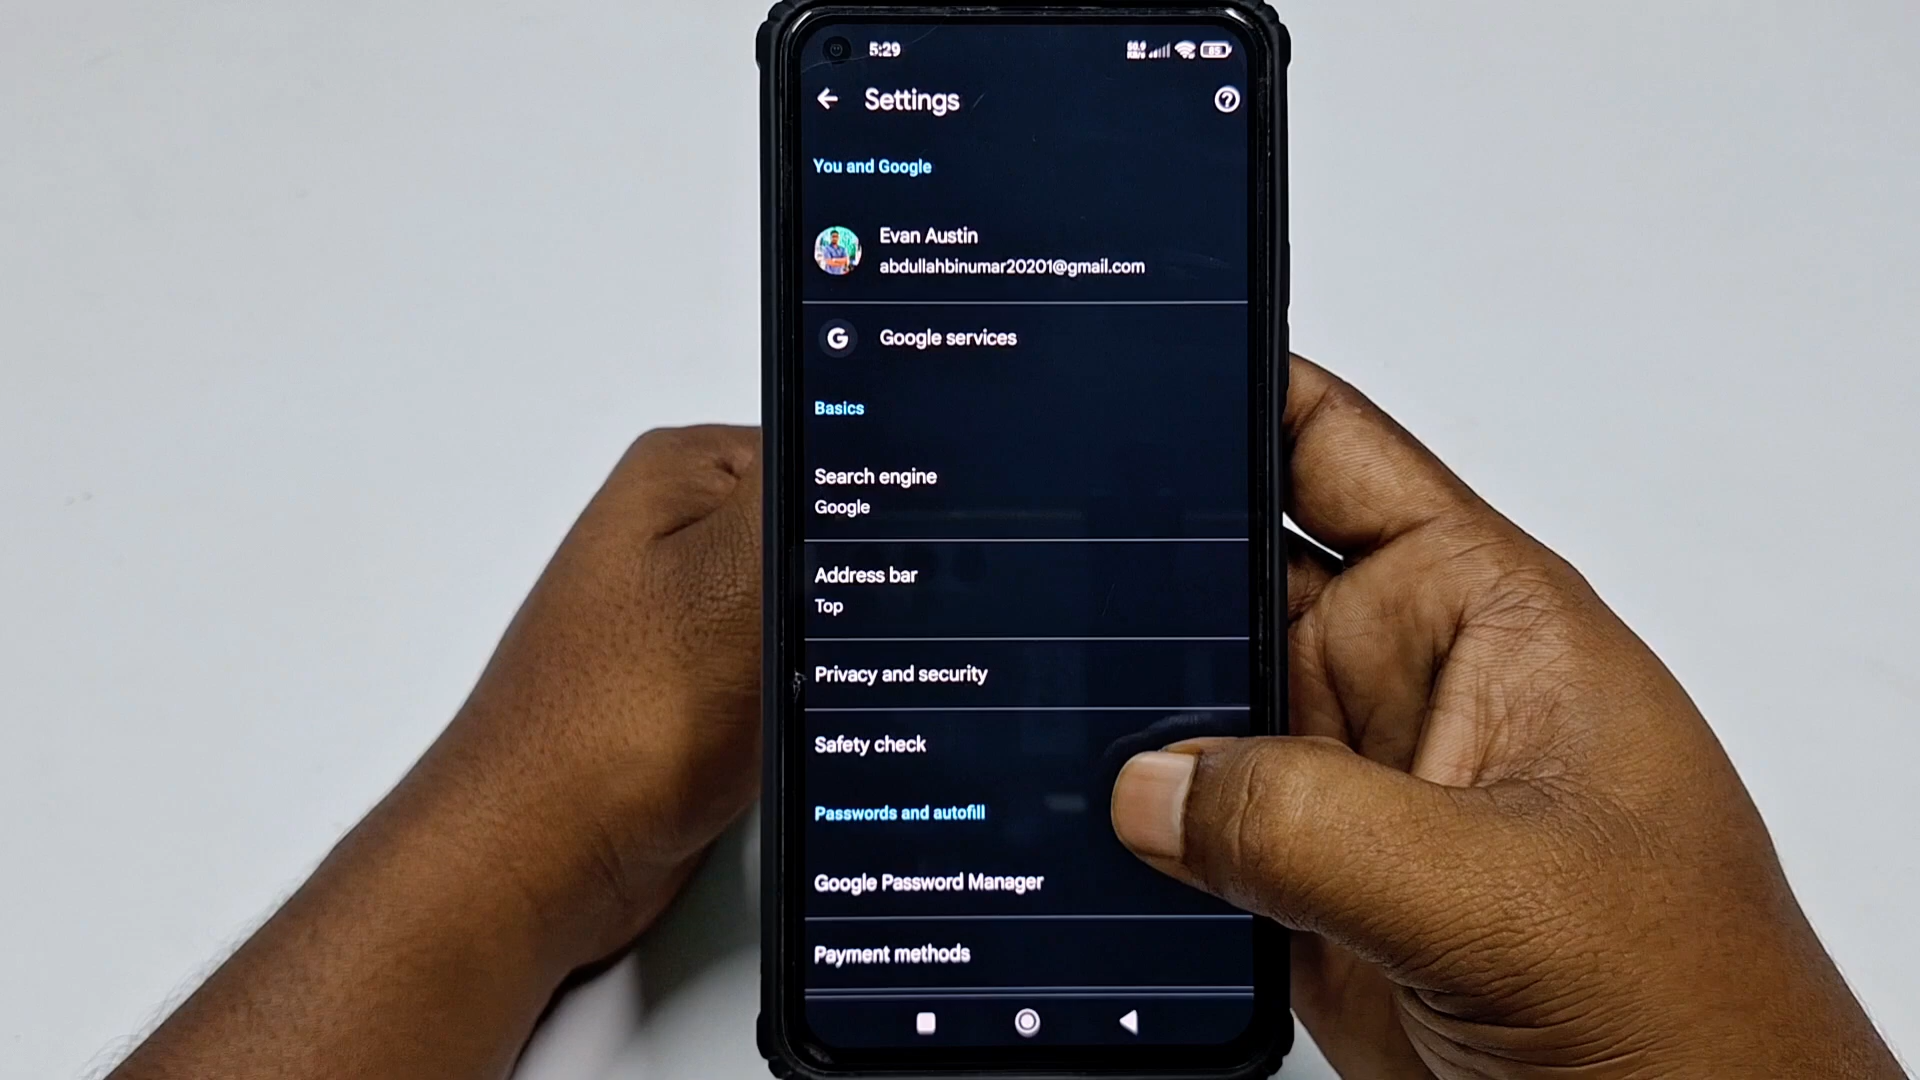 5:29
85
Settings
You and Google
Evan Austin
abdullahbinumar20201@gmail.com
G
Google services
Basics
Search engine
Google
Address bar
Top
Privacy and security
Safety check
Passwords and autofill
Google Password Manager
Payment methods